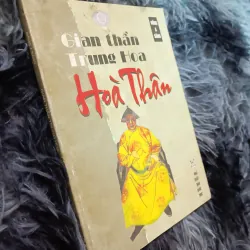 Gian thần
Trung Hoa
Hoà Thân